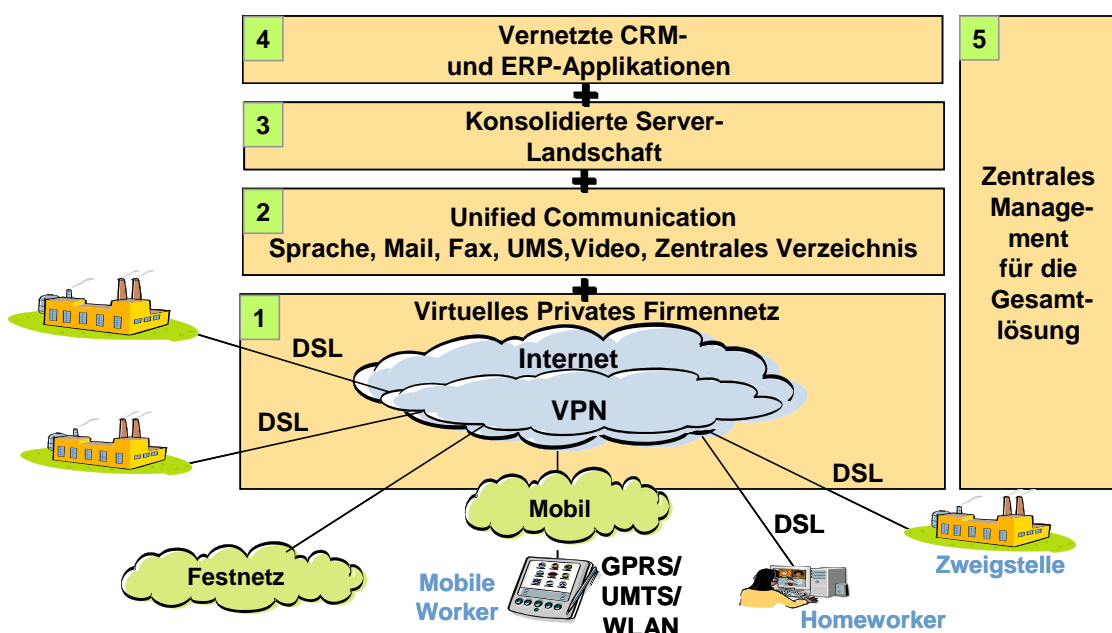 4
Vernetzte CRM-
und ERP-Applikationen
3
Konsolidierte Server-
Landschaft
2
Unified Communication
Sprache, Mail, Fax, UMS,Video, Zentrales Verzeichnis
1
Virtuelles Privates Firmennetz
Internet
VPN
DSL
DSL
DSL
DSL
Mobil
Festnetz
Mobile
Worker
GPRS/
UMTS/
WLAN
Homeworker
Zweigstelle
5
Zentrales
Manage-
ment
für die
Gesamt-
lösung